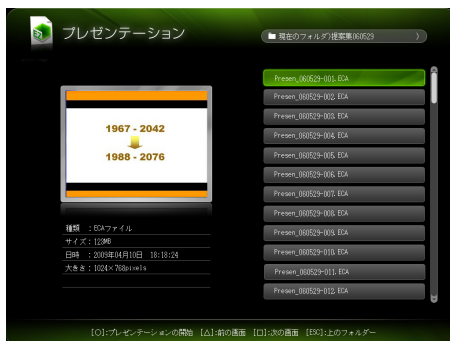 プレゼンテーション
現在のフォルダ)提案集060529
Presen_060529-001.ECA
Presen_060529-002.ECA
Presen_060529-003.ECA
Presen_060529-004.ECA
Presen_060529-005.ECA
Presen_060529-006.ECA
Presen_060529-007.ECA
Presen_060529-008.ECA
Presen_060529-009.ECA
Presen_060529-010.ECA
Presen_060529-011.ECA
Presen_060529-012.ECA
1967 - 2042
1988 - 2076
種類 :ECAファイル
サイズ:123MB
日時 :2009年04月10日 18:18:24
大きさ:1024×768pixels
[○]:プレゼンテーションの開始 [△]:前の画面 [□]:次の画面 [ESC]:上のフォルダー